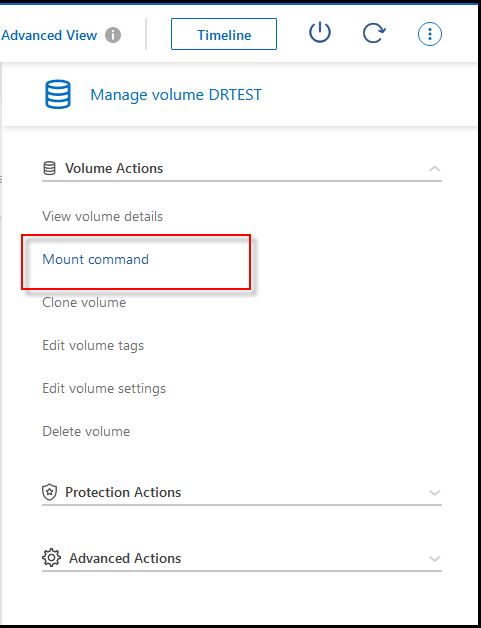 Advanced View
Timeline
Manage volume DRTEST
Volume Actions
View volume details
Mount command
Clone volume
Edit volume tags
Edit volume settings
Delete volume
Protection Actions
Advanced Actions